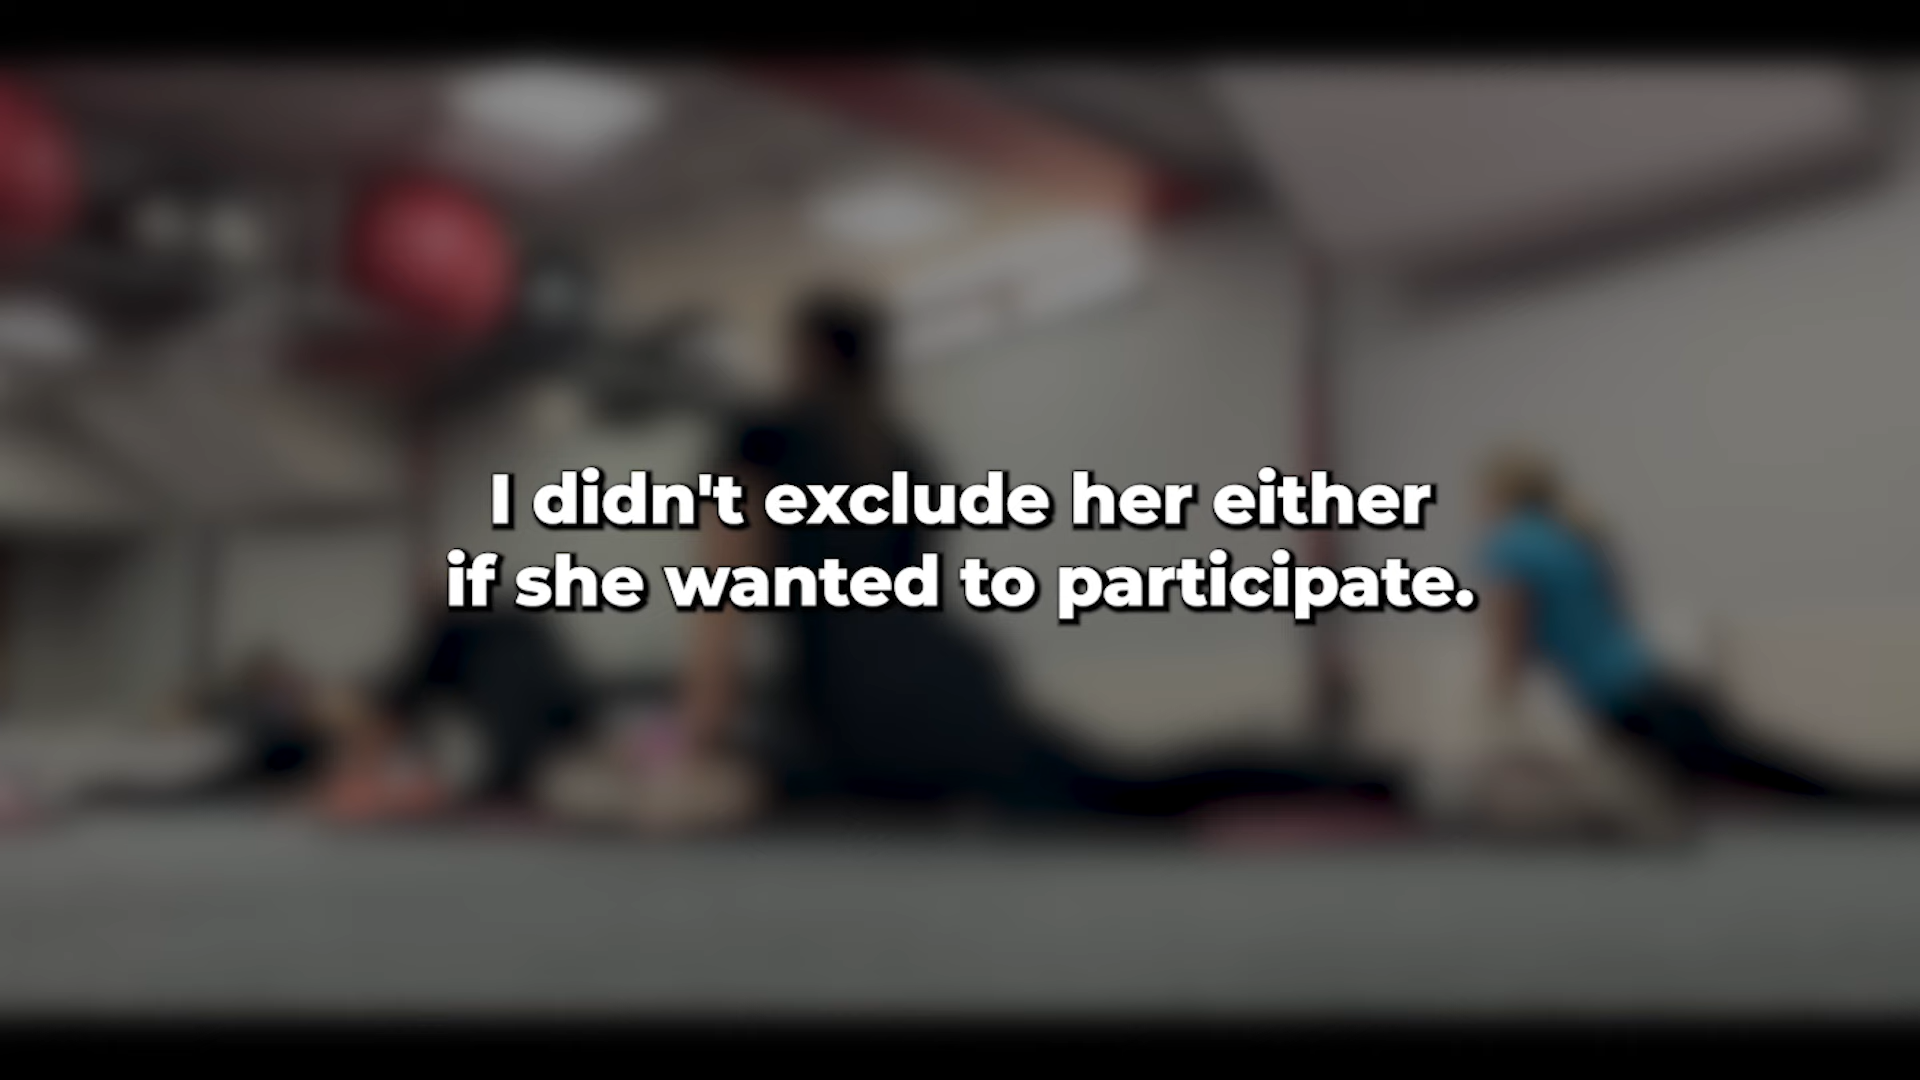 I didn't exclude her either
if she wanted to participate.